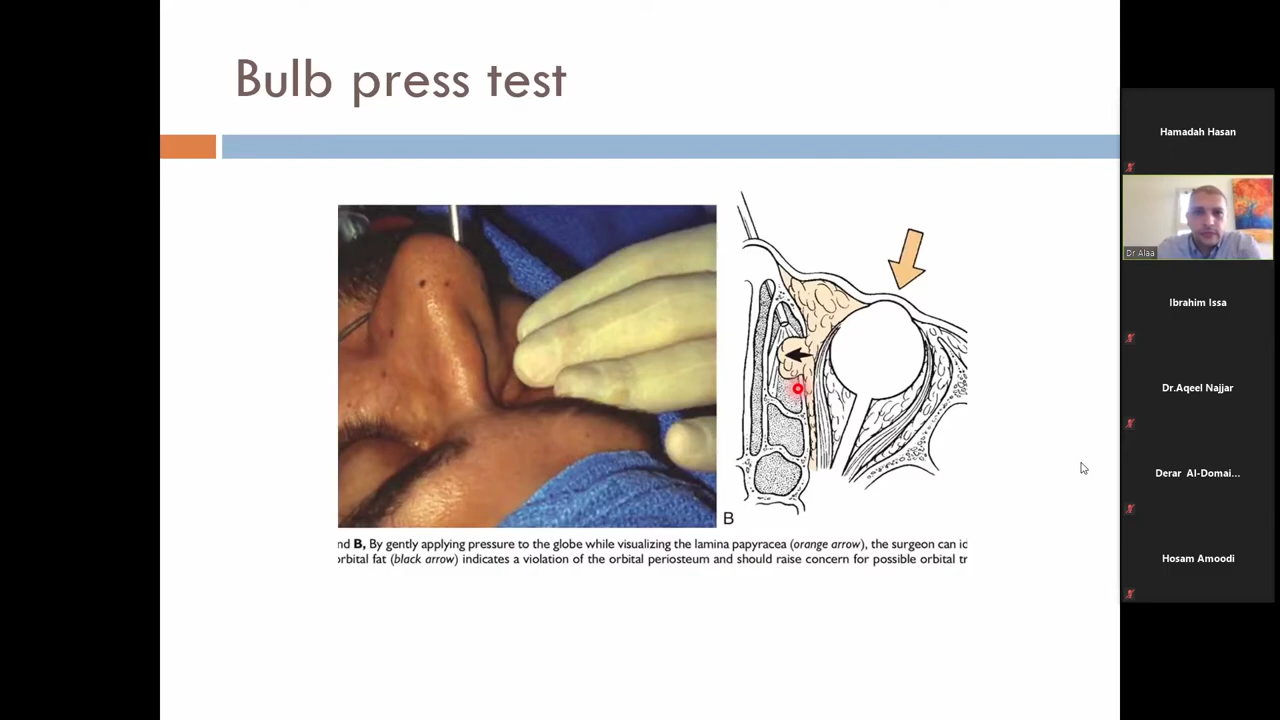 Bulb press test
B
nd B, By gently applying pressure to the globe while visualizing the lamina papyracea (orange arrow), the surgeon can ic
orbital fat (black arrow) indicates a violation of the orbital periosteum and should raise concern for possible orbital tr
Hamadah Hasan
Dr Alaa
Ibrahim Issa
Dr.Aqeel Najjar
Derar Al-Domai...
Hosam Amoodi